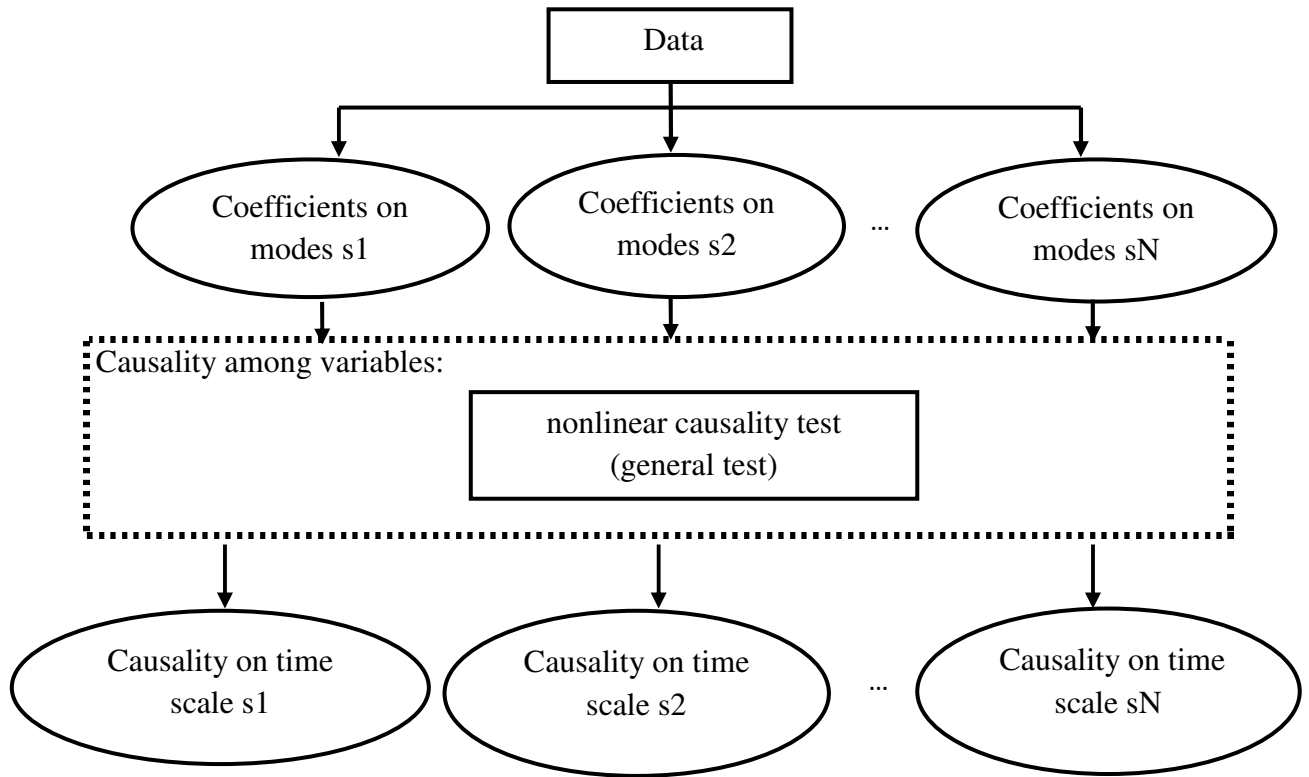 Data
Coefficients on
modes s1
Coefficients on
modes s2
...
Coefficients on
modes sN
Causality among variables:
nonlinear causality test
(general test)
Causality on time
scale s1
Causality on time
scale s2
...
Causality on time
scale sN